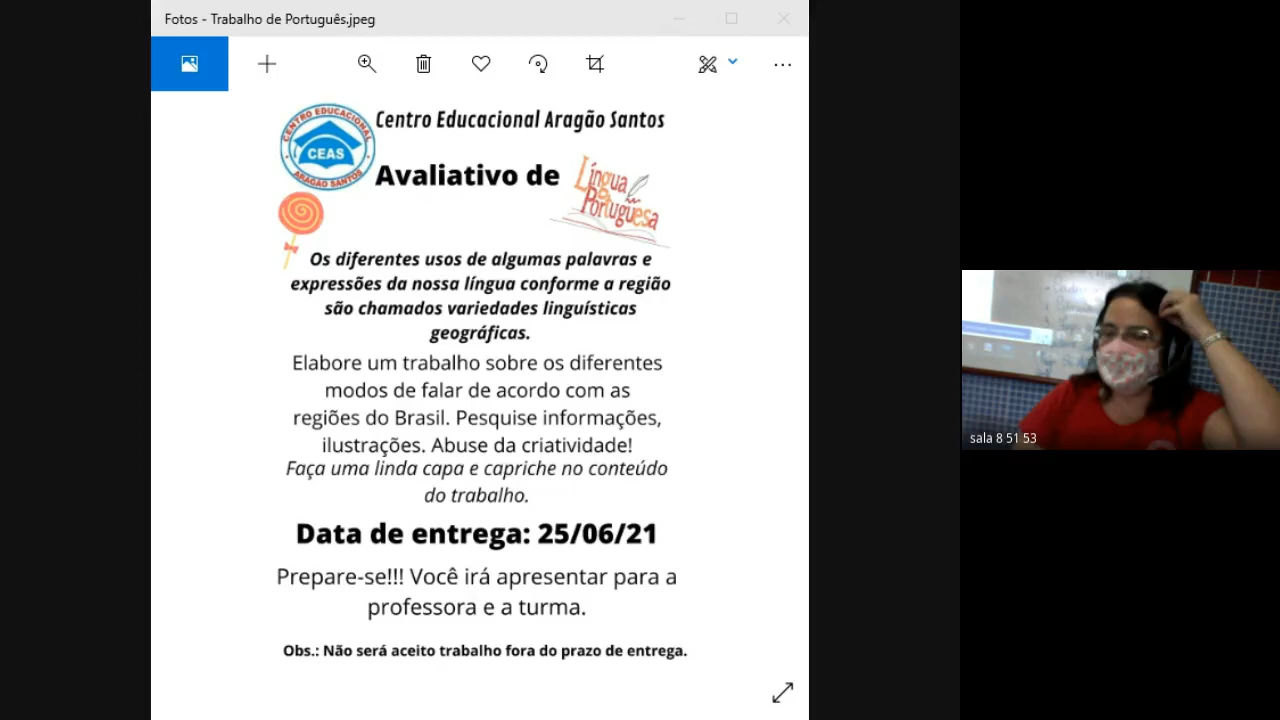 Fotos - Trabalho de Português.jpeg
CENTRO EDUCACIONAL
CEAS
ARAGÃO SANTOS
Centro Educacional Aragão Santos
Avaliativo de
Língua
Portuguesa
Os diferentes usos de algumas palavras e
expressões da nossa língua conforme a região
são chamados variedades linguísticas
geográficas.
Elabore um trabalho sobre os diferentes
modos de falar de acordo com as
regiões do Brasil. Pesquise informações,
ilustrações. Abuse da criatividade!
Faça uma linda capa e capriche no conteúdo
do trabalho.
Data de entrega: 25/06/21
Prepare-se!!! Você irá apresentar para a
professora e a turma.
Obs.: Não será aceito trabalho fora do prazo de entrega.
sala 8 51 53